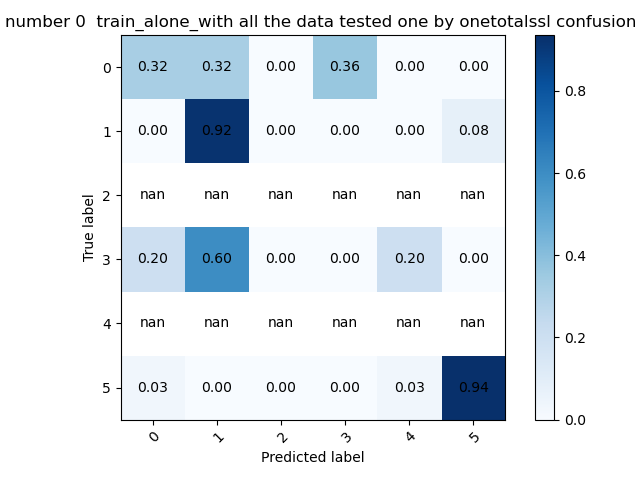 number 0  train_alone_with all the data tested one by onetotalssl confusion
0 0.32 0.32 0.00 0.36 0.00 0.00
1 0.00 0.92 0.00 0.00 0.00 0.08
2 nan nan nan nan nan nan
3 0.20 0.60 0.00 0.00 0.20 0.00
4 nan nan nan nan nan nan
5 0.03 0.00 0.00 0.00 0.03 0.94
0 1 2 3 4 5
Predicted label
True label
0.8
0.6
0.4
0.2
0.0